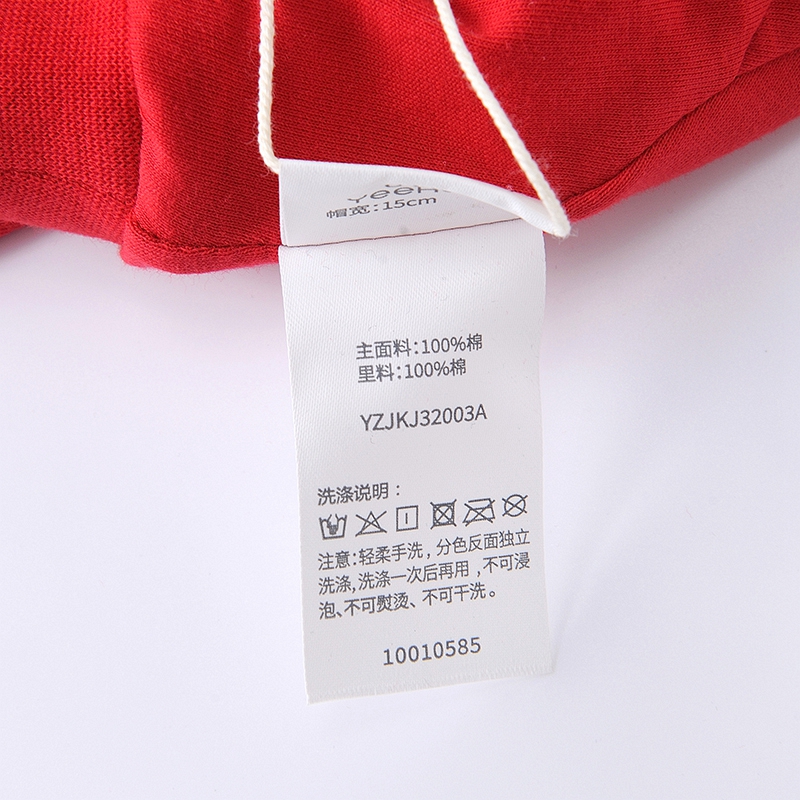 帽宽:15cm
主面料:100%棉
里料:100%棉
YZJKJ32003A
洗涤说明:
注意:轻柔手洗,分色反面独立
洗涤,洗涤一次后再用,不可浸
泡、不可熨烫、不可干洗。
10010585